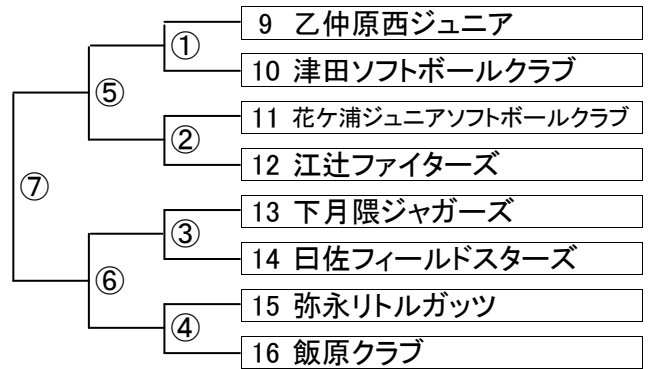 9 乙仲原西ジュニア
①
10 津田ソフトボールクラブ
⑤
11 花ケ浦ジュニアソフトボールクラブ
②
12 江辻ファイターズ
⑦
13 下月隈ジャガーズ
③
14 曰佐フィールドスターズ
⑥
15 弥永リトルガッツ
④
16 飯原クラブ